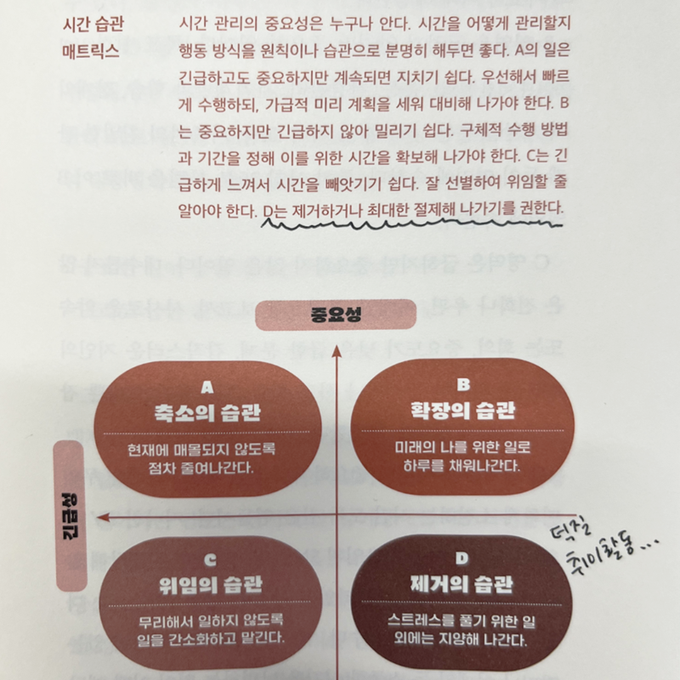 시간 습관
매트릭스
시간 관리의 중요성은 누구나 안다. 시간을 어떻게 관리할지
행동 방식을 원칙이나 습관으로 분명히 해두면 좋다. A의 일은
긴급하고도 중요하지만 계속되면 지치기 쉽다. 우선해서 빠르
게 수행하되, 가급적 미리 계획을 세워 대비해 나가야 한다. B
는 중요하지만 긴급하지 않아 밀리기 쉽다. 구체적 수행 방법
과 기간을 정해 이를 위한 시간을 확보해 나가야 한다. C는 긴
급하게 느껴서 시간을 빼앗기기 쉽다. 잘 선별하여 위임할 줄
알아야 한다. D는 제거하거나 최대한 절제해 나가기를 권한다.
중요성
A
축소의 습관
현재에 매몰되지 않도록
점차 줄여나간다.
B
확장의 습관
미래의 나를 위한 일로
하루를 채워나간다.
긴급성
덕질
취미활동...
C
위임의 습관
무리해서 일하지 않도록
일을 간소화하고 맡긴다.
D
제거의 습관
스트레스를 풀기 위한 일
외에는 지양해 나간다.